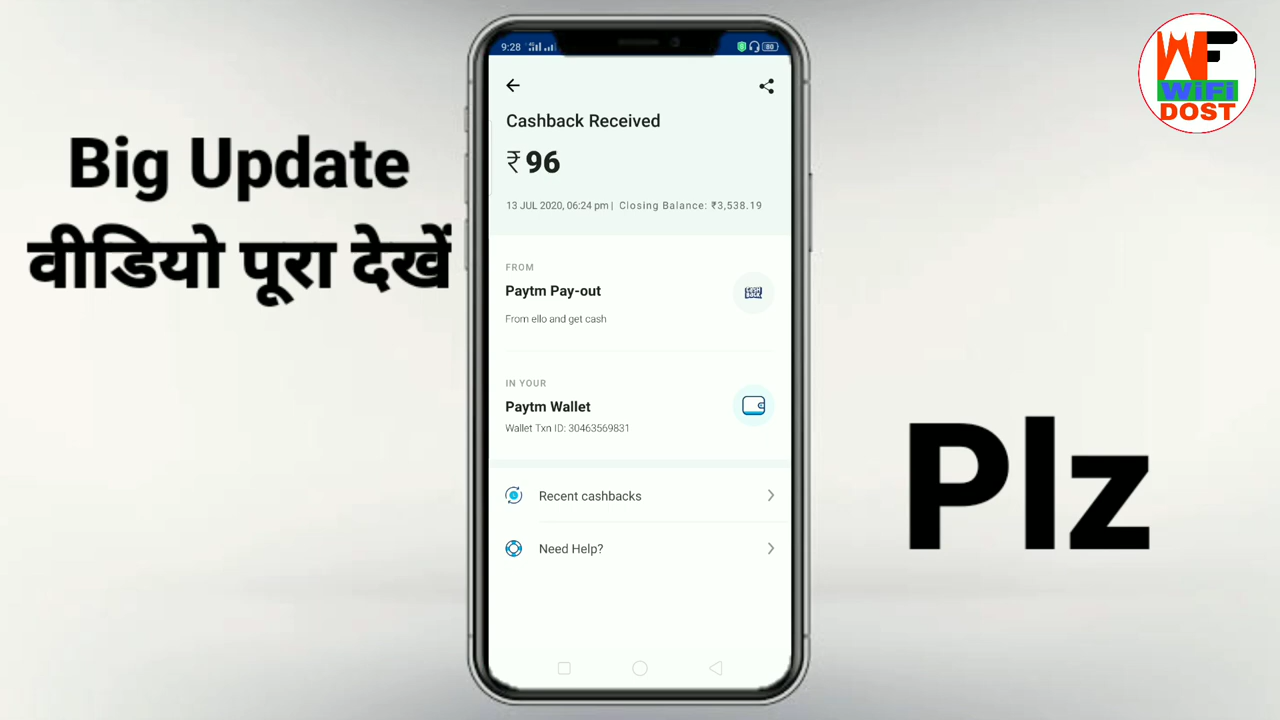 Big Update
वीडियो पूरा देखें
9:28
80
Cashback Received
₹96
13 JUL 2020, 06:24 pm | Closing Balance: ₹3,538.19
FROM
Paytm Pay-out
From ello and get cash
IN YOUR
Paytm Wallet
Wallet Txn ID: 30463569831
Recent cashbacks
Need Help?
WF
WiFi
DOST
Plz